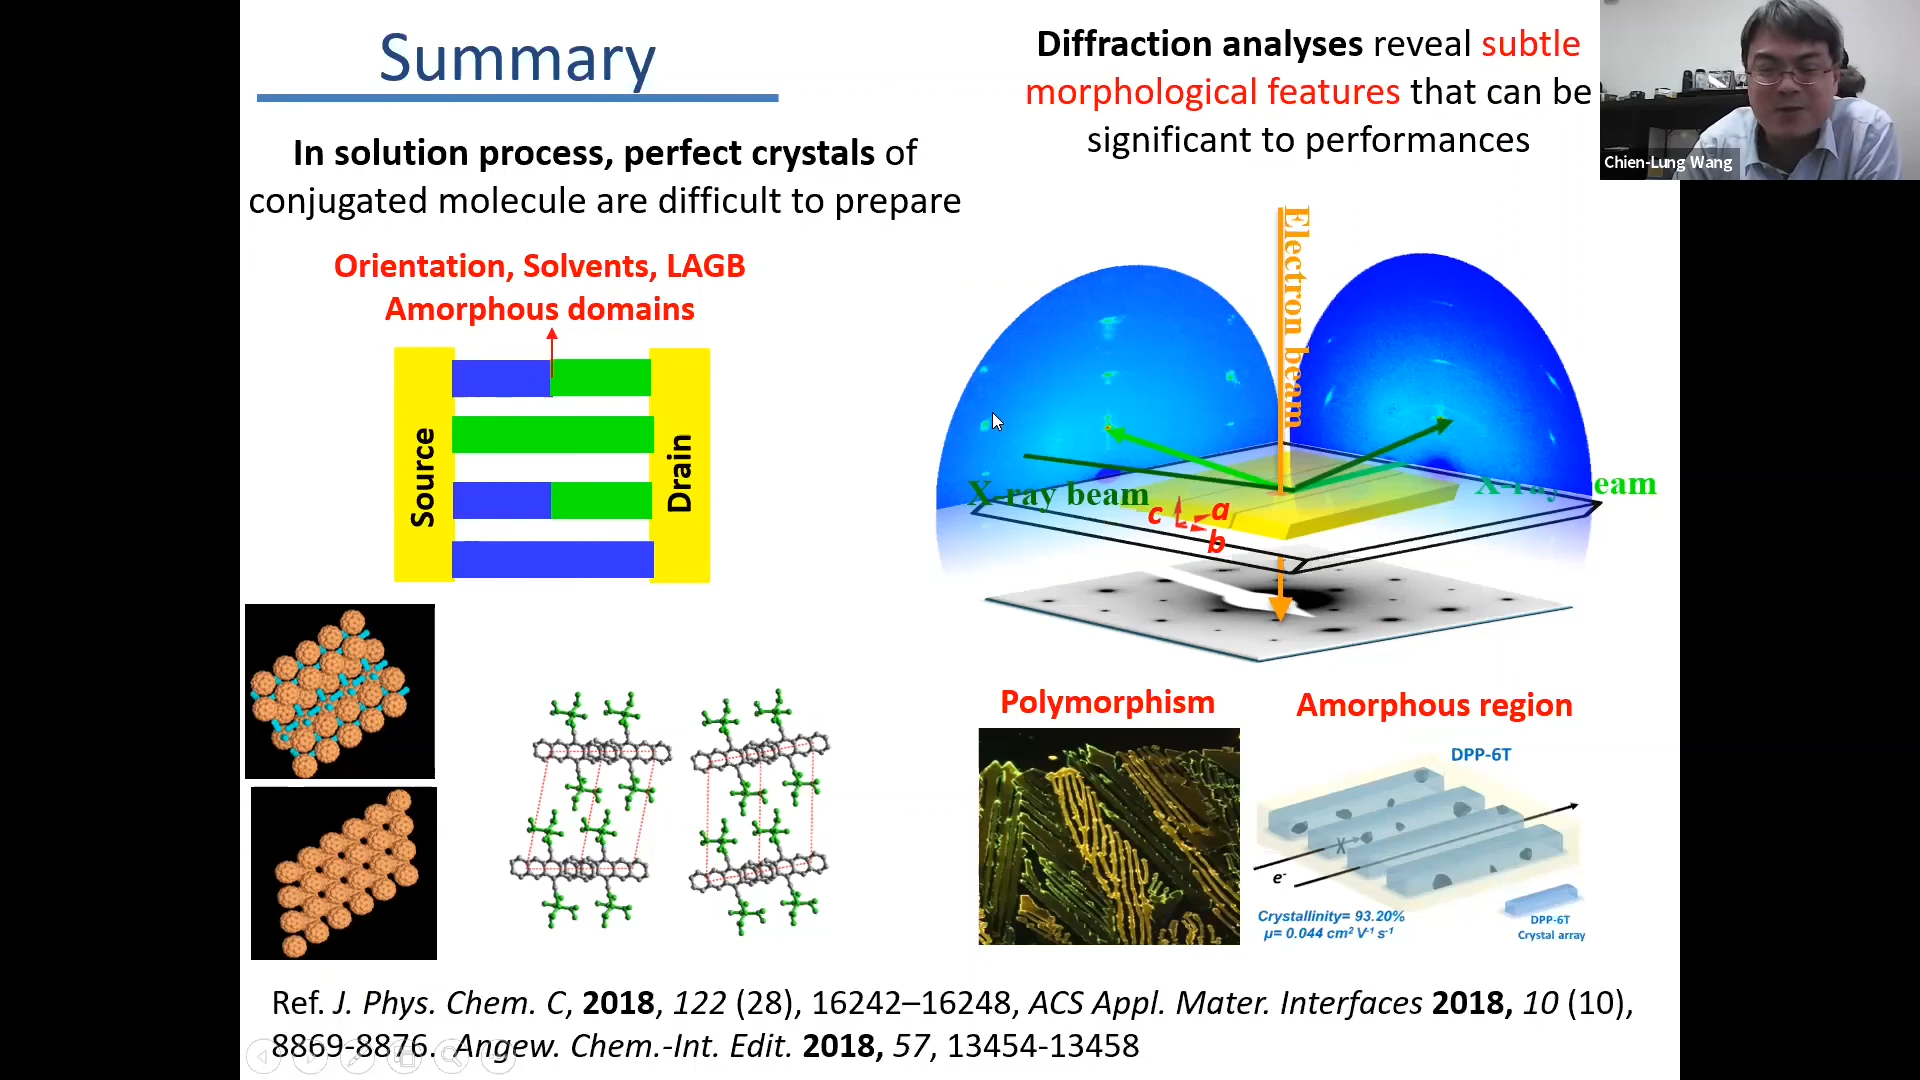 Summary
In solution process, perfect crystals of
conjugated molecule are difficult to prepare
Orientation, Solvents, LAGB
Amorphous domains
Source
Drain
Diffraction analyses reveal subtle
morphological features that can be
significant to performances
Chien-Lung Wang
Electron beam
X-ray beam
X-ray beam
c
a
b
Polymorphism
Amorphous region
DPP-6T
X
e-
Crystallinity= 93.20%
μ= 0.044 cm² V⁻¹ s⁻¹
DPP-6T
Crystal array
Ref. J. Phys. Chem. C, 2018, 122 (28), 16242–16248, ACS Appl. Mater. Interfaces 2018, 10 (10),
8869-8876. Angew. Chem.-Int. Edit. 2018, 57, 13454-13458